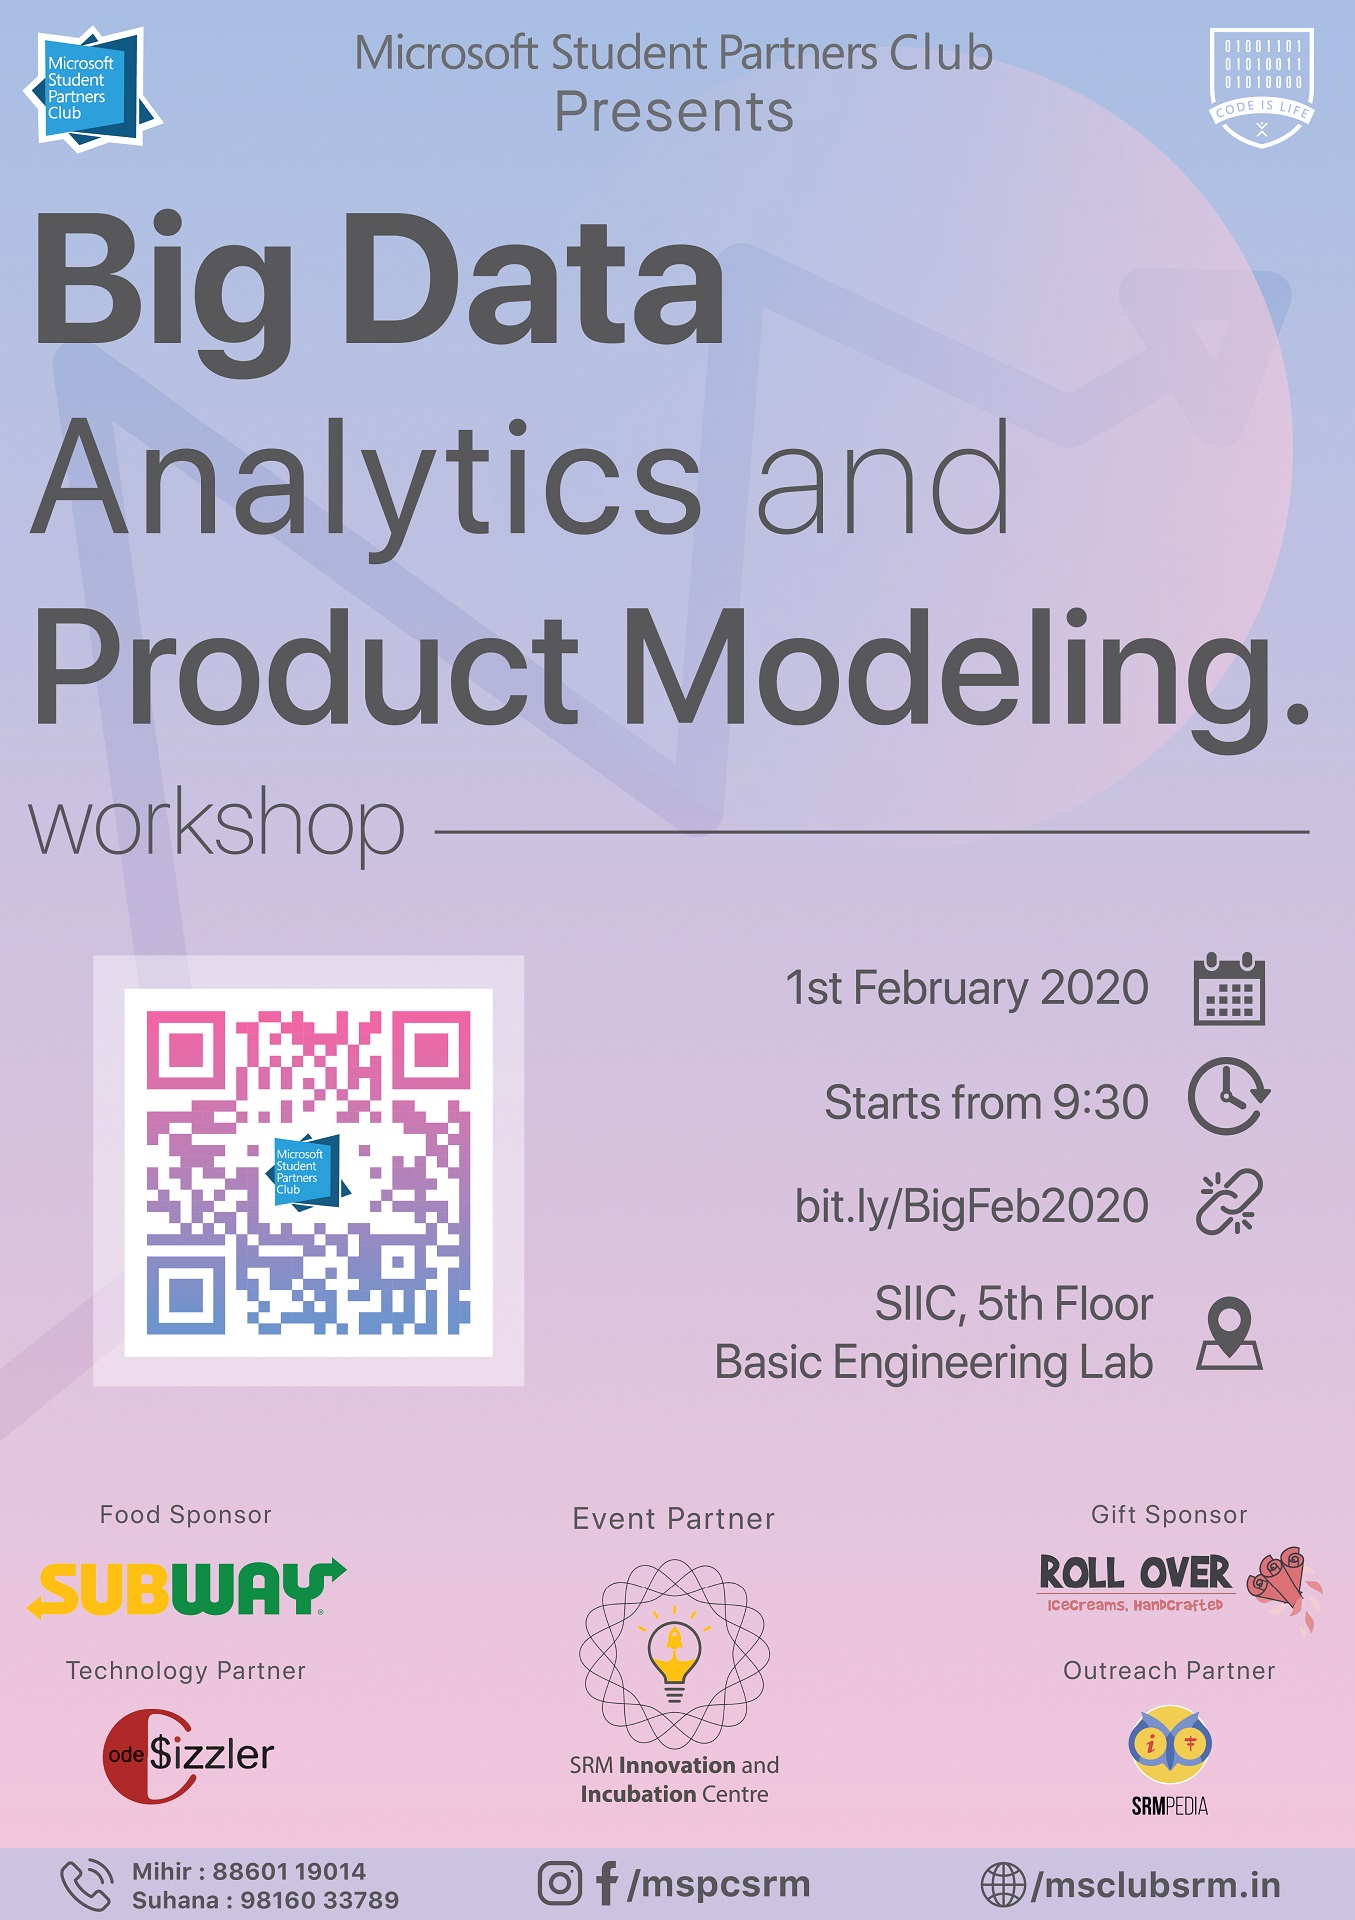 Microsoft
Student
Partners
Club
Microsoft Student Partners Club
Presents
01001101
01010011
01010000
CODE IS LIFE
Big Data
Analytics and
Product Modeling.
workshop
Microsoft
Student
Partners
Club
1st February 2020
Starts from 9:30
bit.ly/BigFeb2020
SIIC, 5th Floor
Basic Engineering Lab
Food Sponsor
SUBWAY®
Event Partner
SRM Innovation and
Incubation Centre
Gift Sponsor
ROLL OVER
Icecreams, Handcrafted
Technology Partner
ode $izzler
Outreach Partner
i
SRMPEDIA
Mihir : 88601 19014
Suhana : 98160 33789
/mspcsrm
/msclubsrm.in